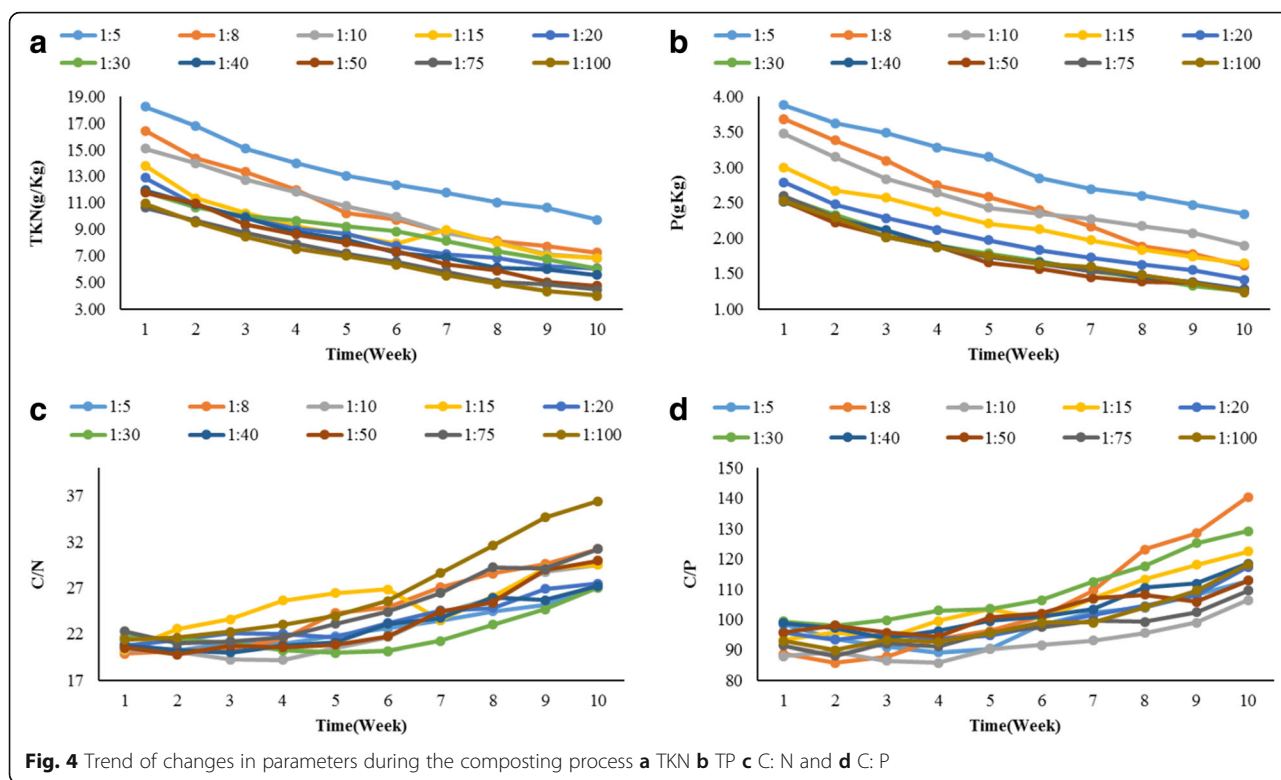 a
1:5 1:8 1:10 1:15 1:20
1:30 1:40 1:50 1:75 1:100
TKN(g/Kg)
19.00
17.00
15.00
13.00
11.00
9.00
7.00
5.00
3.00
1 2 3 4 5 6 7 8 9 10
Time(Week)
b
1:5 1:8 1:10 1:15 1:20
1:30 1:40 1:50 1:75 1:100
P(gKg)
4.00
3.50
3.00
2.50
2.00
1.50
1.00
1 2 3 4 5 6 7 8 9 10
Time(Week)
c
1:5 1:8 1:10 1:15 1:20
1:30 1:40 1:50 1:75 1:100
C/N
37
32
27
22
17
1 2 3 4 5 6 7 8 9 10
Time(Week)
d
1:5 1:8 1:10 1:15 1:20
1:30 1:40 1:50 1:75 1:100
C/P
150
140
130
120
110
100
90
80
1 2 3 4 5 6 7 8 9 10
Time(Week)
Fig. 4 Trend of changes in parameters during the composting process a TKN b TP c C: N and d C: P